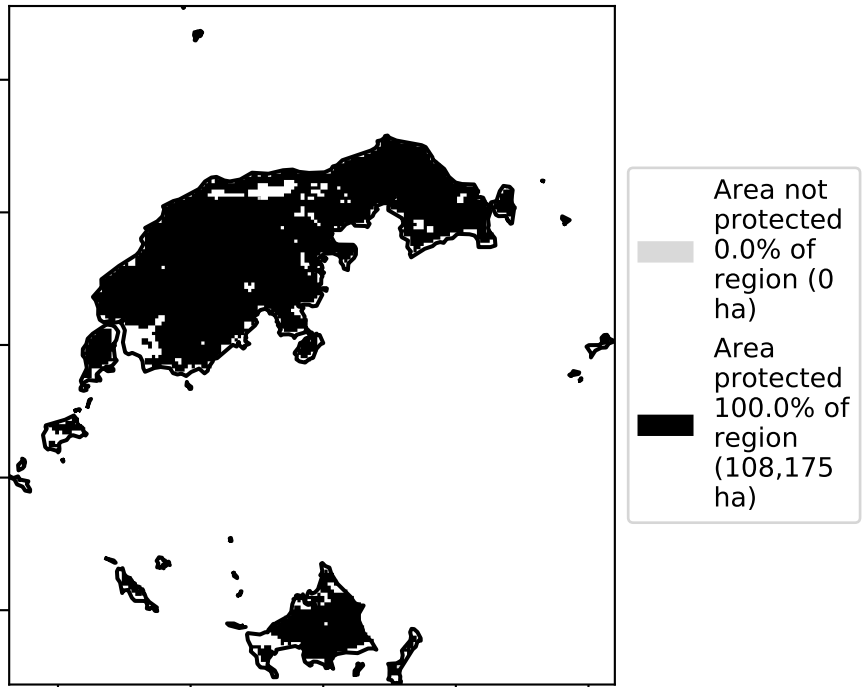 Area not
protected
0.0% of
region (0
ha)
Area
protected
100.0% of
region
(108,175
ha)